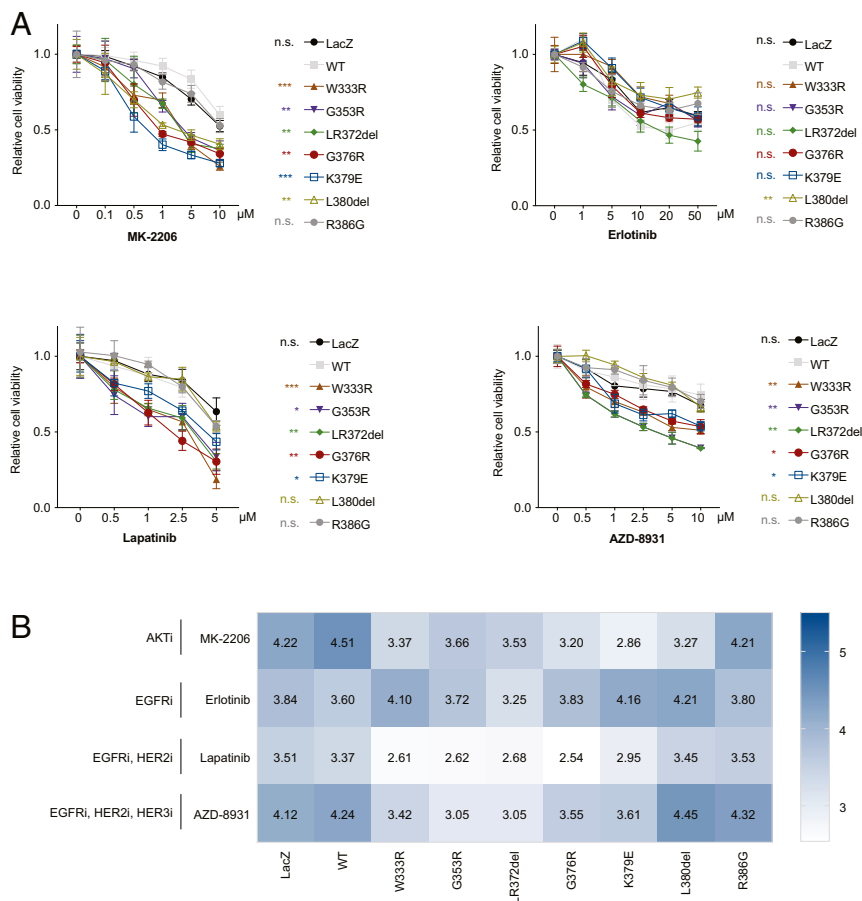 A
Relative cell viability
1.0
0.5
0.0
0 0.1 0.5 1 5 10 µM
MK-2206
n.s. LacZ
WT
*** W333R
** G353R
** LR372del
** G376R
*** K379E
** L380del
n.s. R386G
Relative cell viability
1.0
0.5
0.0
0 1 5 10 20 50 µM
Erlotinib
n.s. LacZ
WT
n.s. W333R
n.s. G353R
n.s. LR372del
n.s. G376R
n.s. K379E
** L380del
n.s. R386G
Relative cell viability
1.0
0.5
0.0
0 0.5 1 2.5 5 µM
Lapatinib
n.s. LacZ
WT
*** W333R
* G353R
** LR372del
** G376R
* K379E
n.s. L380del
n.s. R386G
Relative cell viability
1.0
0.5
0.0
0 0.5 1 2.5 5 10 µM
AZD-8931
n.s. LacZ
WT
** W333R
** G353R
** LR372del
* G376R
* K379E
n.s. L380del
n.s. R386G
B
AKTi MK-2206 4.22 4.51 3.37 3.66 3.53 3.20 2.86 3.27 4.21
EGFRi Erlotinib 3.84 3.60 4.10 3.72 3.25 3.83 4.16 4.21 3.80
EGFRi, HER2i Lapatinib 3.51 3.37 2.61 2.62 2.68 2.54 2.95 3.45 3.53
EGFRi, HER2i, HER3i AZD-8931 4.12 4.24 3.42 3.05 3.05 3.55 3.61 4.45 4.32
LacZ WT W333R G353R LR372del G376R K379E L380del R386G
5
4
3